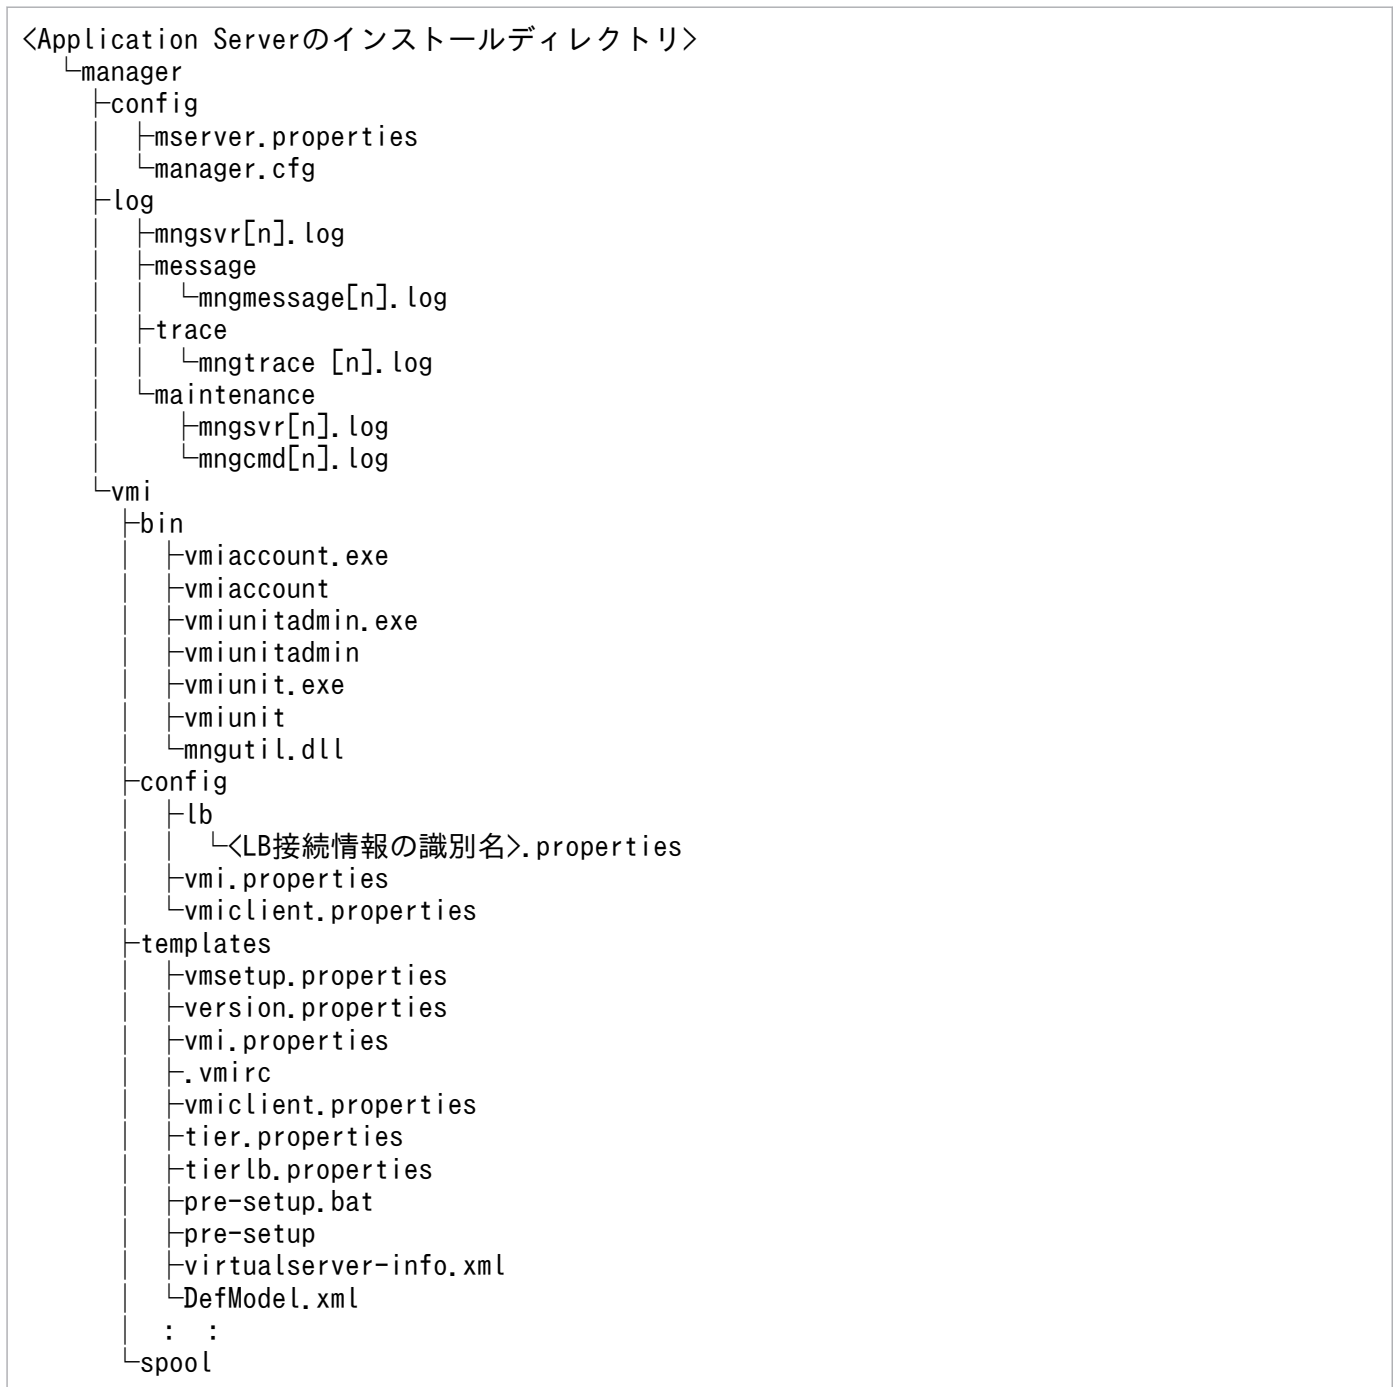 <Application Serverのインストールディレクトリ>
└manager
├config
│ ├mserver.properties
│ └manager.cfg
├log
│ ├mngsvr[n].log
│ ├message
│ │ └mngmessage[n].log
│ ├trace
│ │ └mngtrace [n].log
│ └maintenance
│ ├mngsvr[n].log
│ └mngcmd[n].log
└vmi
├bin
│ ├vmiaccount.exe
│ ├vmiaccount
│ ├vmiunitadmin.exe
│ ├vmiunitadmin
│ ├vmiunit.exe
│ ├vmiunit
│ └mngutil.dll
├config
│ ├lb
│ │ └<LB接続情報の識別名>.properties
│ ├vmi.properties
│ └vmiclient.properties
├templates
│ ├vmsetup.properties
│ ├version.properties
│ ├vmi.properties
│ ├.vmirc
│ ├vmiclient.properties
│ ├tier.properties
│ ├tierlb.properties
│ ├pre-setup.bat
│ ├pre-setup
│ ├virtualserver-info.xml
│ └DefModel.xml
│ : :
└spool